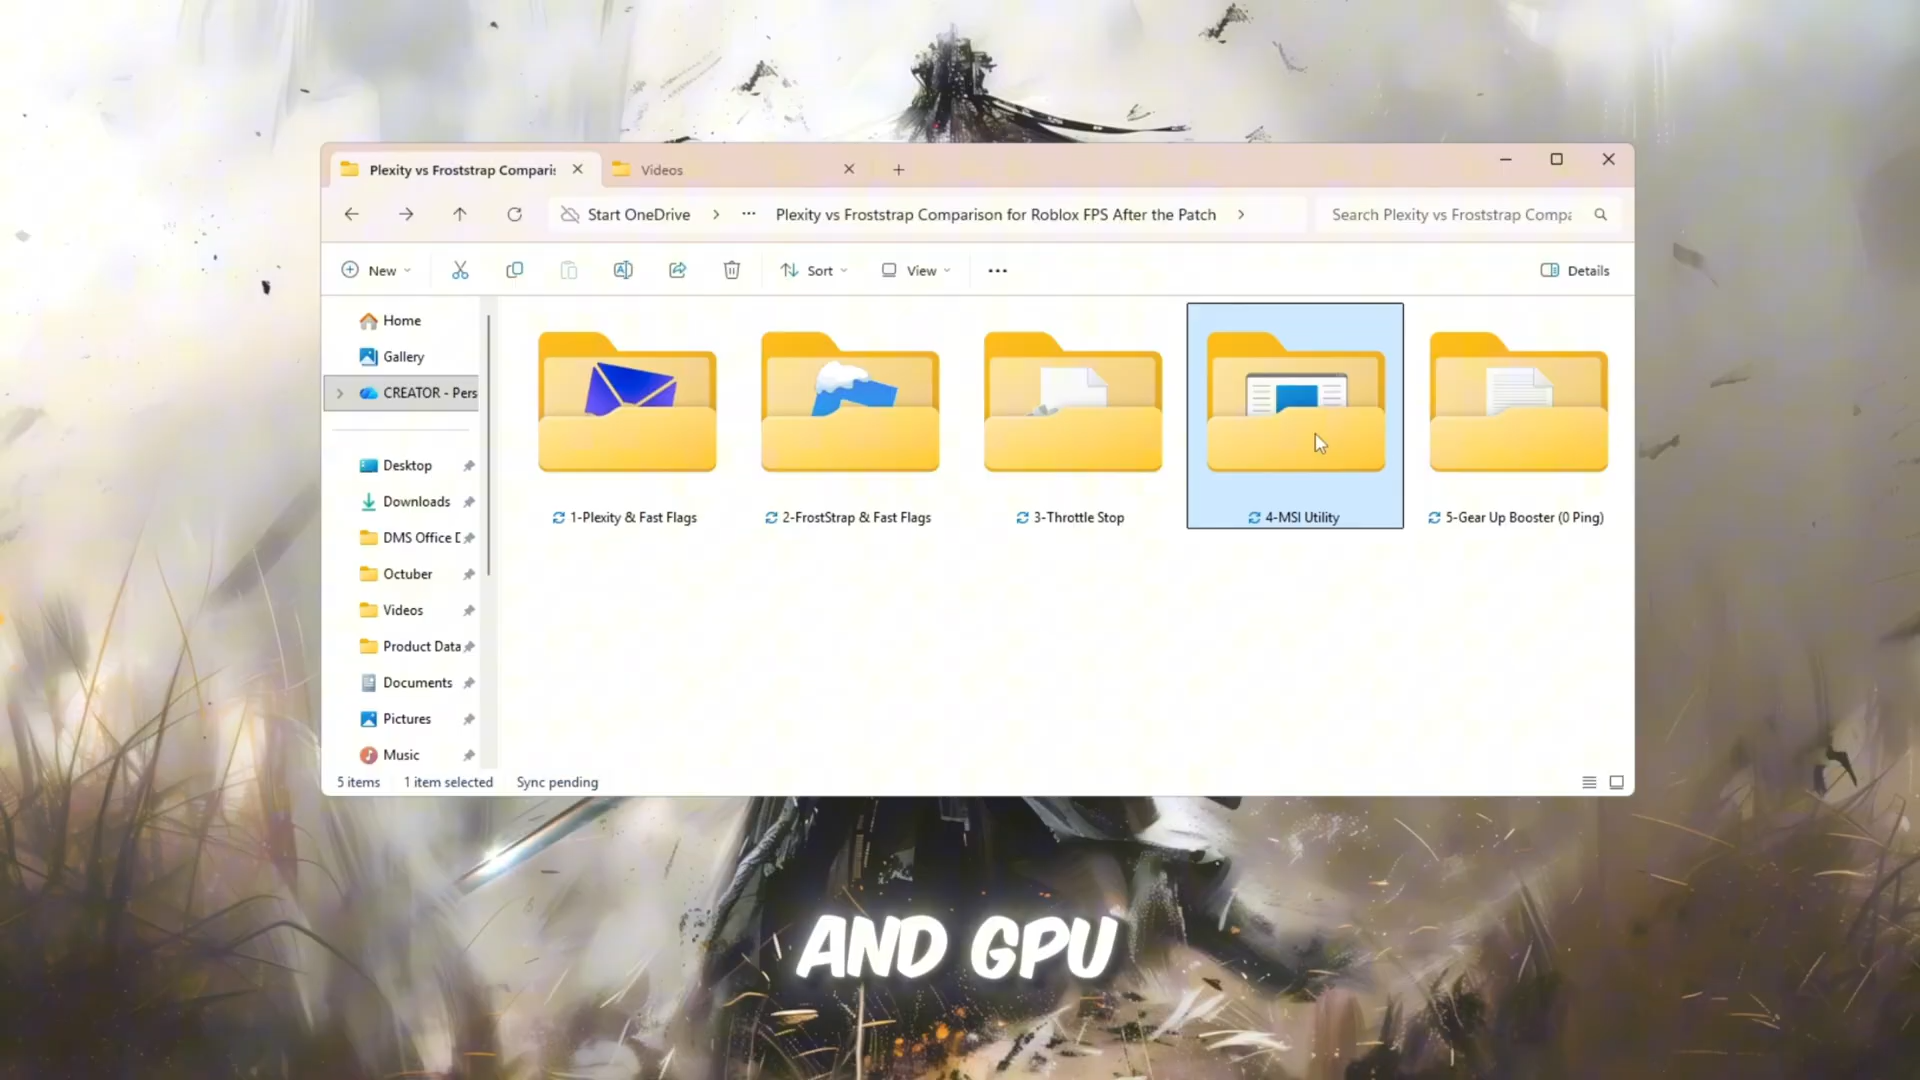 Plexity vs Froststrap Comparis
Videos
Start OneDrive
Plexity vs Froststrap Comparison for Roblox FPS After the Patch
Search Plexity vs Froststrap Compa
New
Sort
View
Details
Home
Gallery
CREATOR - Pers
Desktop
Downloads
DMS Office D
Octuber
Videos
Product Data
Documents
Pictures
Music
1-Plexity & Fast Flags
2-FrostStrap & Fast Flags
3-Throttle Stop
4-MSI Utility
5-Gear Up Booster (0 Ping)
5 items 1 item selected Sync pending
AND GPU